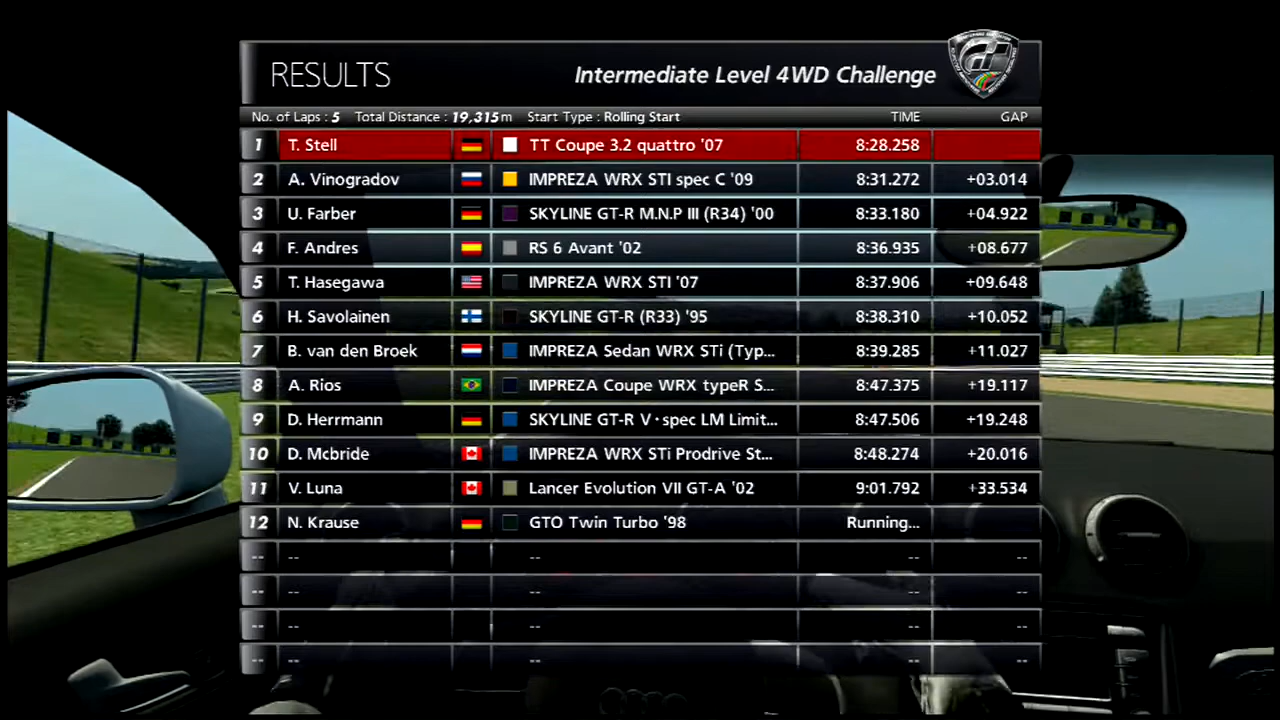 RESULTS Intermediate Level 4WD Challenge
No. of Laps : 5 Total Distance : 19,315m Start Type : Rolling Start TIME GAP
1 T. Stell TT Coupe 3.2 quattro '07 8:28.258
2 A. Vinogradov IMPREZA WRX STI spec C '09 8:31.272 +03.014
3 U. Farber SKYLINE GT-R M.N.P III (R34) '00 8:33.180 +04.922
4 F. Andres RS 6 Avant '02 8:36.935 +08.677
5 T. Hasegawa IMPREZA WRX STI '07 8:37.906 +09.648
6 H. Savolainen SKYLINE GT-R (R33) '95 8:38.310 +10.052
7 B. van den Broek IMPREZA Sedan WRX STi (Typ... 8:39.285 +11.027
8 A. Rios IMPREZA Coupe WRX typeR S... 8:47.375 +19.117
9 D. Herrmann SKYLINE GT-R V・spec LM Limit... 8:47.506 +19.248
10 D. Mcbride IMPREZA WRX STi Prodrive St... 8:48.274 +20.016
11 V. Luna Lancer Evolution VII GT-A '02 9:01.792 +33.534
12 N. Krause GTO Twin Turbo '98 Running...
-- -- -- -- --
-- -- -- -- --
-- -- -- -- --
-- -- -- -- --